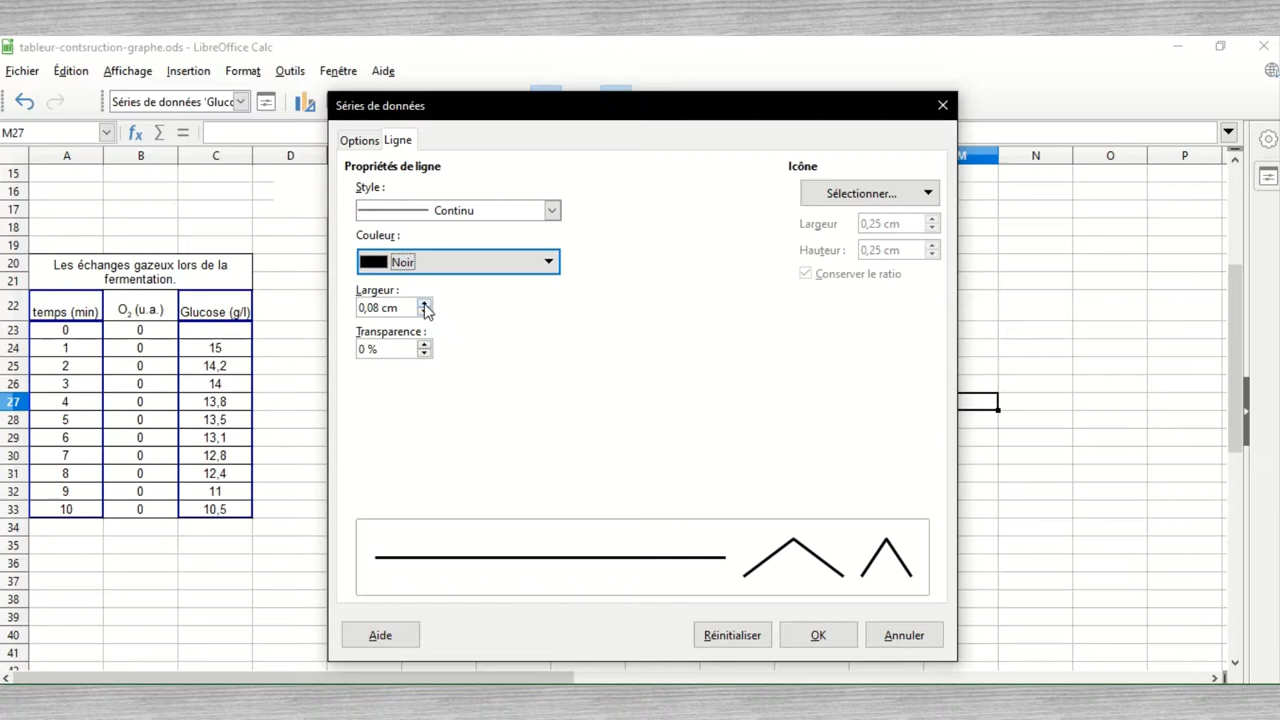 tableur-contsruction-graphe.ods - LibreOffice Calc
Fichier Édition Affichage Insertion Format Outils Fenêtre Aide
Séries de données 'Gluco
M27
A B C D M N O P
15
16
17
18
19
20 Les échanges gazeux lors de la
21 fermentation.
22 temps (min) O₂ (u.a.) Glucose (g/l)
23 0 0
24 1 0 15
25 2 0 14,2
26 3 0 14
27 4 0 13,8
28 5 0 13,5
29 6 0 13,1
30 7 0 12,8
31 8 0 12,4
32 9 0 11
33 10 0 10,5
34
35
36
37
38
39
40
41
Séries de données
Options Ligne
Propriétés de ligne
Style :
Continu
Couleur :
Noir
Largeur :
0,08 cm
Transparence :
0 %
Icône
Sélectionner...
Largeur 0,25 cm
Hauteur : 0,25 cm
Conserver le ratio
Aide Réinitialiser OK Annuler